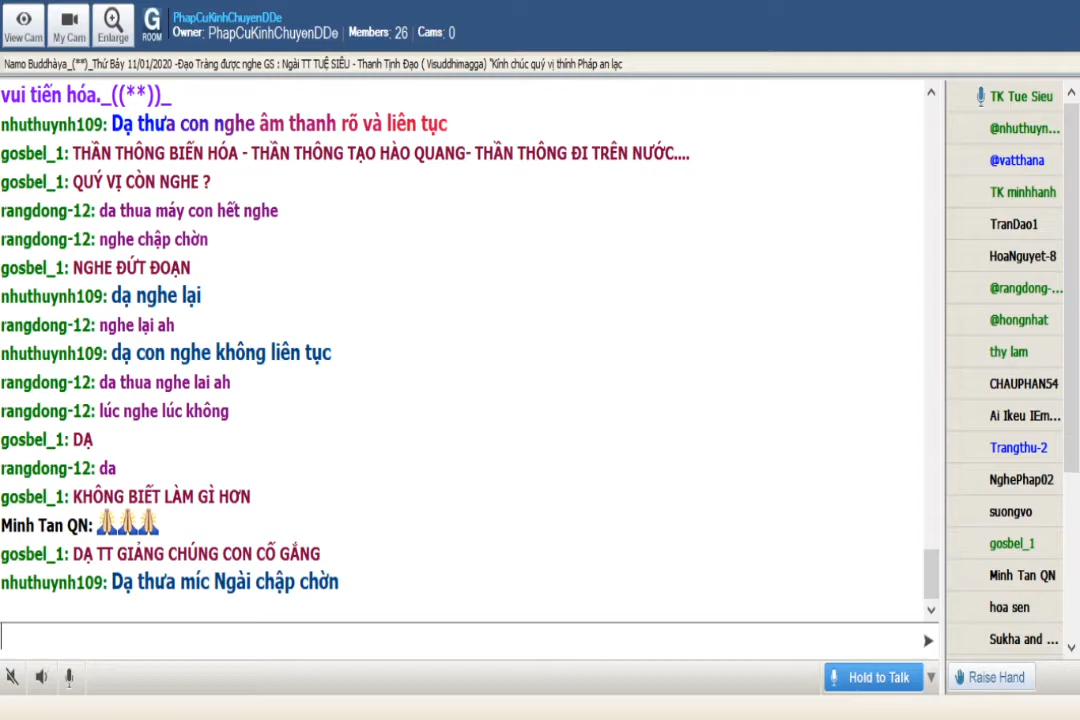 View Cam
My Cam
Enlarge
G
ROOM
PhapCuKinhChuyenDDe
Owner: PhapCuKinhChuyenDDe Members: 26 Cams: 0
Namo Buddhàya_(**)_Thứ Bảy 11/01/2020 -Đạo Tràng được nghe GS : Ngài TT TUỆ SIÊU - Thanh Tịnh Đạo ( Visuddhimagga) "Kính chúc quý vị thính Pháp an lạc
vui tiến hóa._((**))_
nhuthuynh109: Dạ thưa con nghe âm thanh rõ và liên tục
gosbel_1: THẦN THÔNG BIẾN HÓA - THẦN THÔNG TẠO HÀO QUANG- THẦN THÔNG ĐI TRÊN NƯỚC....
gosbel_1: QUÝ VỊ CÒN NGHE ?
rangdong-12: da thua máy con hết nghe
rangdong-12: nghe chập chờn
gosbel_1: NGHE ĐỨT ĐOẠN
nhuthuynh109: dạ nghe lại
rangdong-12: nghe lại ah
nhuthuynh109: dạ con nghe không liên tục
rangdong-12: da thua nghe lai ah
rangdong-12: lúc nghe lúc không
gosbel_1: DẠ
rangdong-12: da
gosbel_1: KHÔNG BIẾT LÀM GÌ HƠN
Minh Tan QN: 🙏🙏🙏
gosbel_1: DẠ TT GIẢNG CHÚNG CON CỐ GẮNG
nhuthuynh109: Dạ thưa míc Ngài chập chờn
TK Tue Sieu
@nhuthuyn...
@vatthana
TK minhhanh
TranDao1
HoaNguyet-8
@rangdong-...
@hongnhat
thy lam
CHAUPHAN54
Ai Ikeu IEm...
Trangthu-2
NghePhap02
suongvo
gosbel_1
Minh Tan QN
hoa sen
Sukha and ...
Hold to Talk
Raise Hand